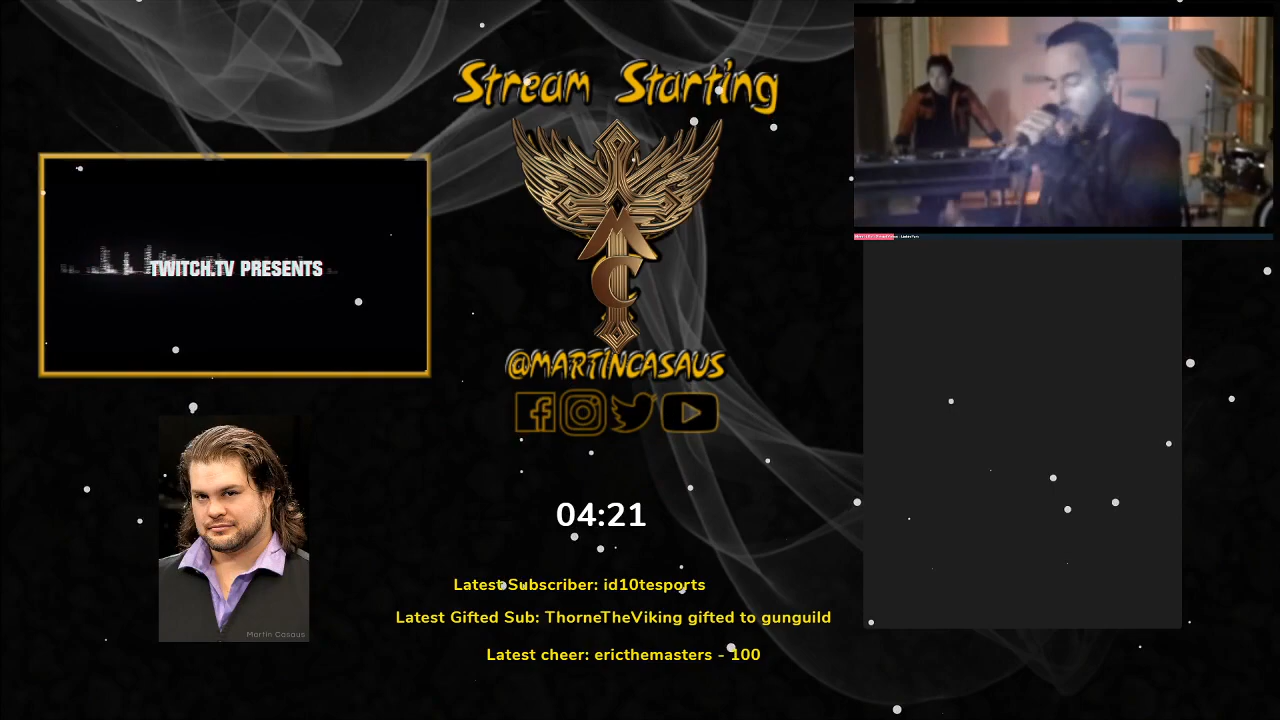 Stream Starting
TWITCH.TV PRESENTS
M
C
@MARTINCASAUS
04:21
Latest Subscriber: id10tesports
Latest Gifted Sub: ThorneTheViking gifted to gunguild
Latest cheer: ericthemasters - 100
Martin Casaus